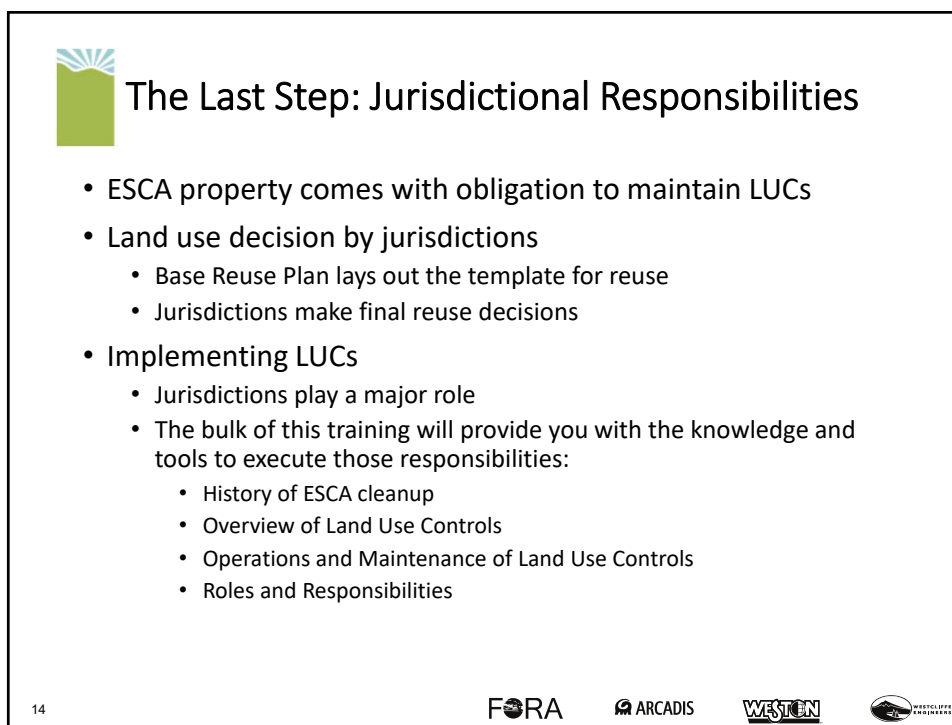 The Last Step: Jurisdictional Responsibilities
• ESCA property comes with obligation to maintain LUCs
• Land use decision by jurisdictions
• Base Reuse Plan lays out the template for reuse
• Jurisdictions make final reuse decisions
• Implementing LUCs
• Jurisdictions play a major role
• The bulk of this training will provide you with the knowledge and
tools to execute those responsibilities:
• History of ESCA cleanup
• Overview of Land Use Controls
• Operations and Maintenance of Land Use Controls
• Roles and Responsibilities
14
FORA
ARCADIS
WESTON
WESTCLIFFE
ENGINEERS